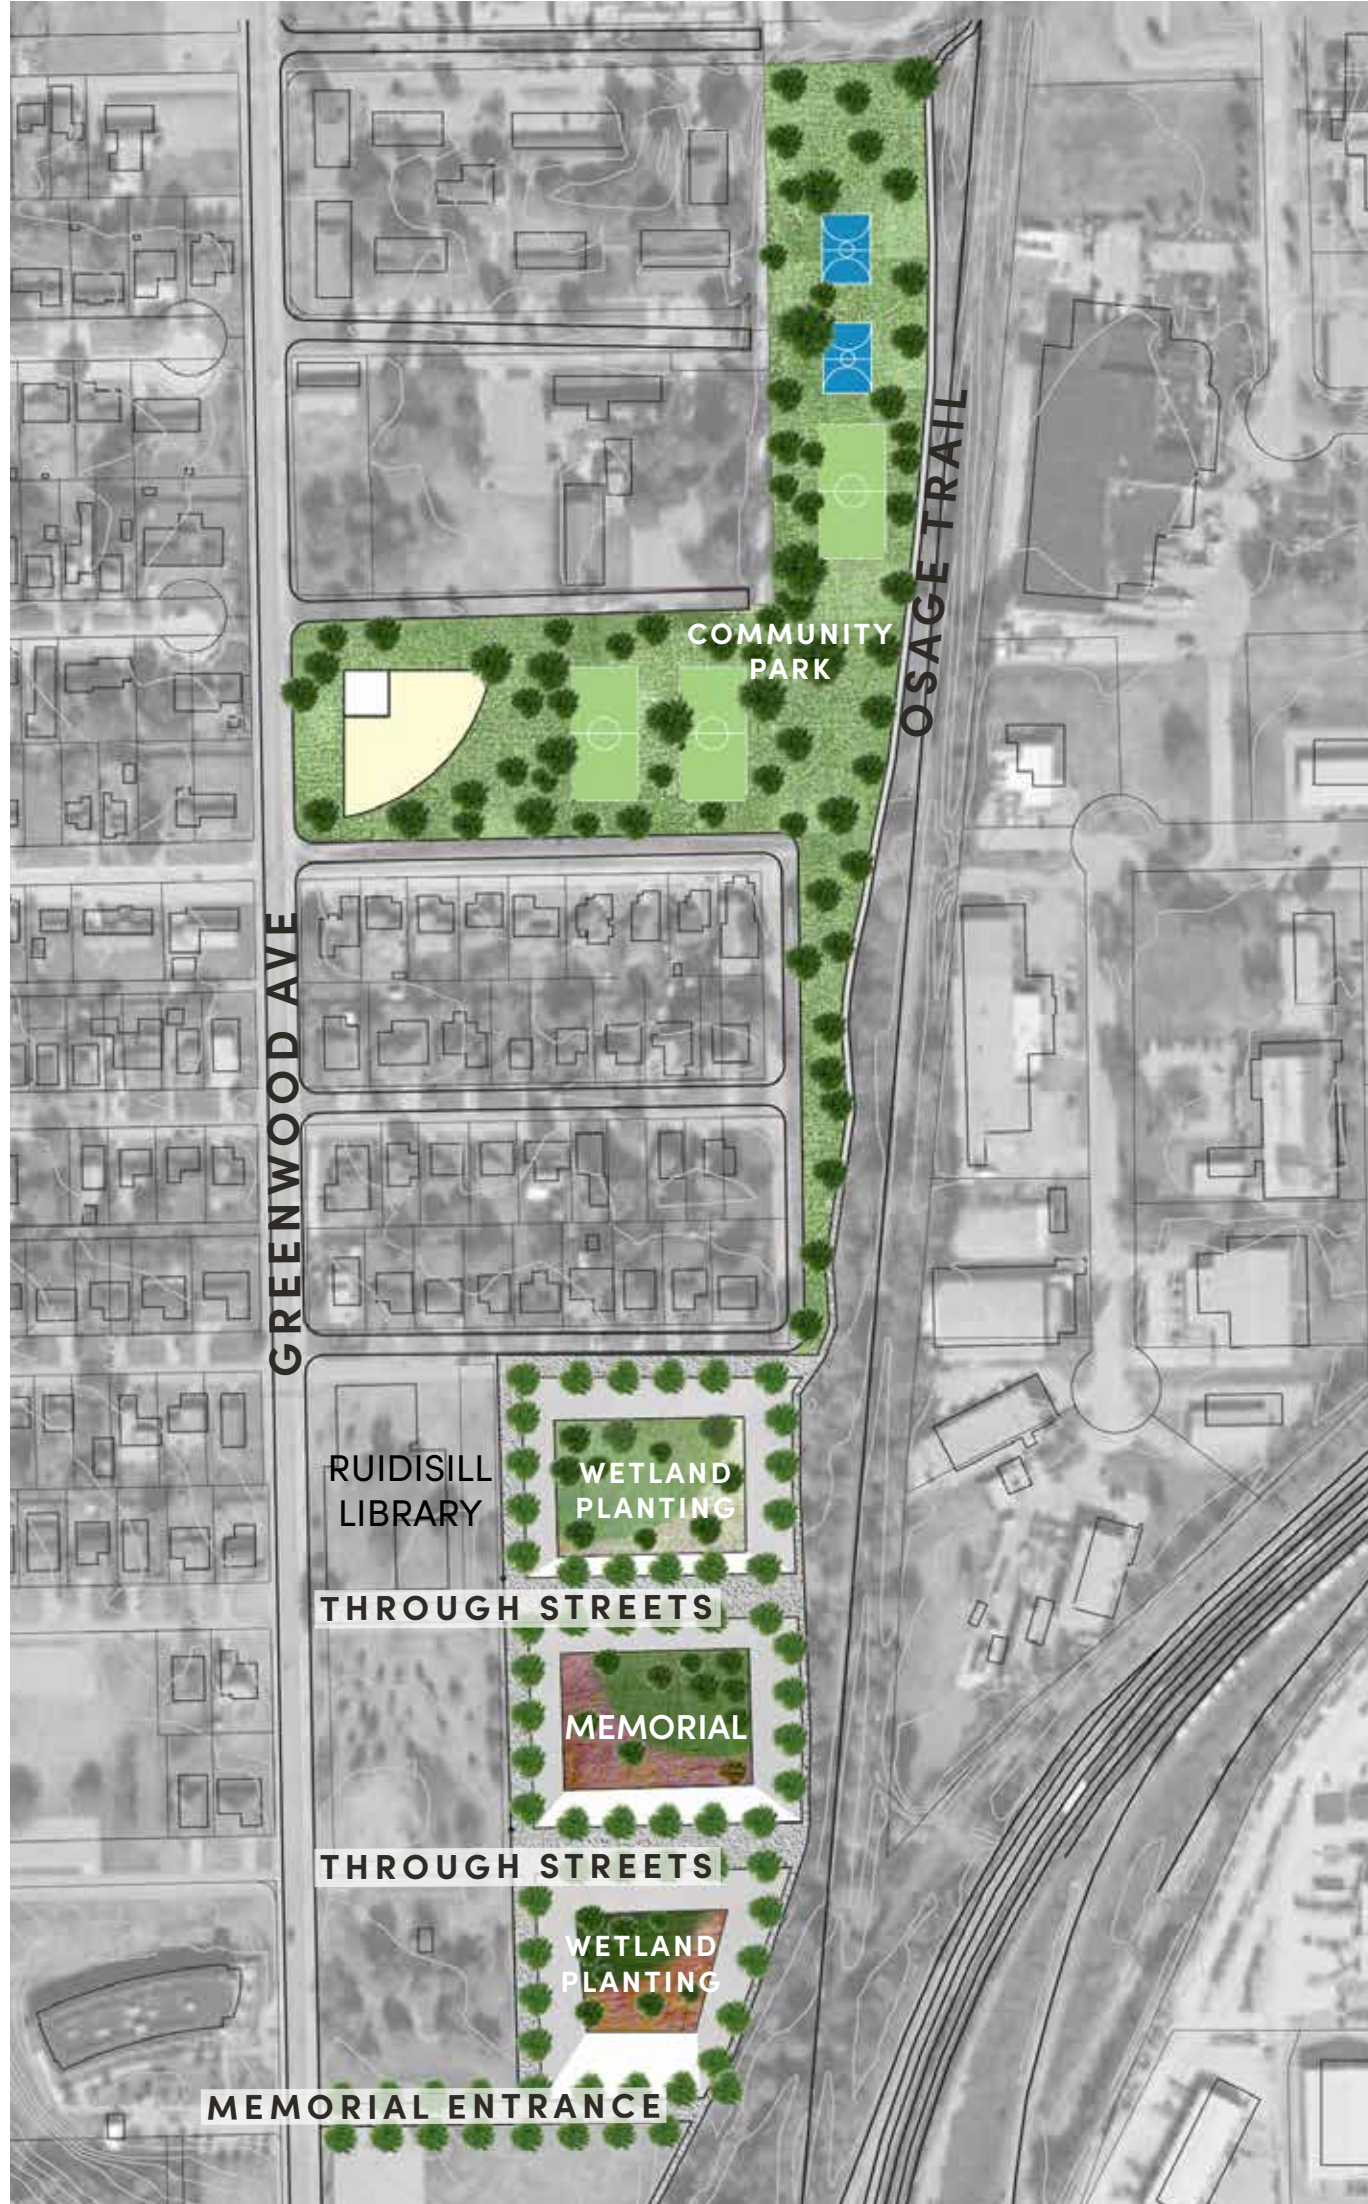 COMMUNITY
PARK
OSAGE TRAIL
GREENWOOD AVE
RUIDISILL
LIBRARY
WETLAND
PLANTING
THROUGH STREETS
MEMORIAL
THROUGH STREETS
WETLAND
PLANTING
MEMORIAL ENTRANCE